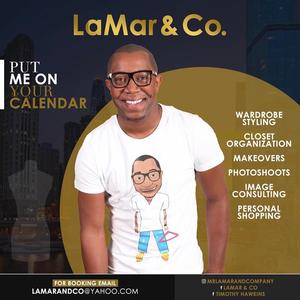 LaMar & Co.
PUT
ME ON
YOUR
CALENDAR
WARDROBE
STYLING
CLOSET
ORGANIZATION
MAKEOVERS
PHOTOSHOOTS
IMAGE
CONSULTING
PERSONAL
SHOPPING
FOR BOOKING EMAIL
LAMARANDCO@YAHOO.COM
@MRLAMARANDCOMPANY
LAMAR & CO
TIMOTHY HAWKINS